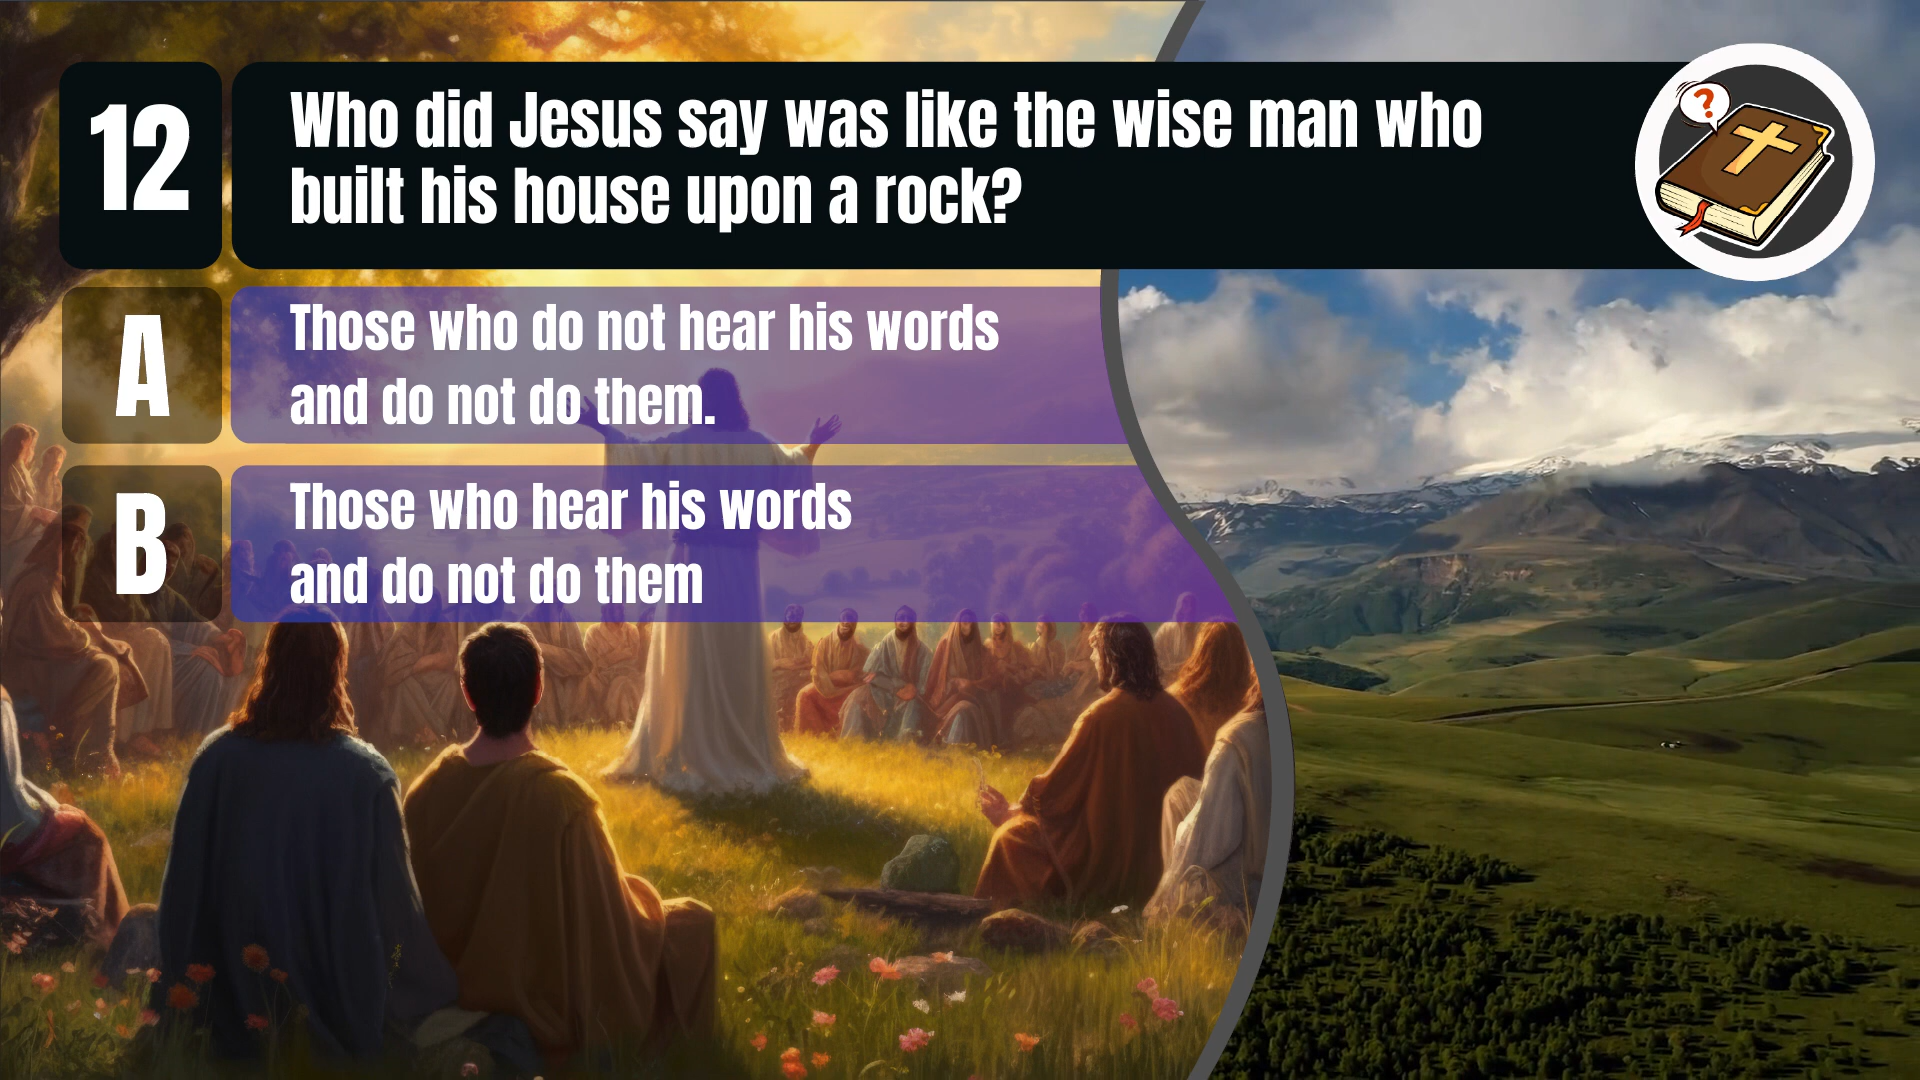 12
Who did Jesus say was like the wise man who
built his house upon a rock?
?
A
Those who do not hear his words
and do not do them.
B
Those who hear his words
and do not do them